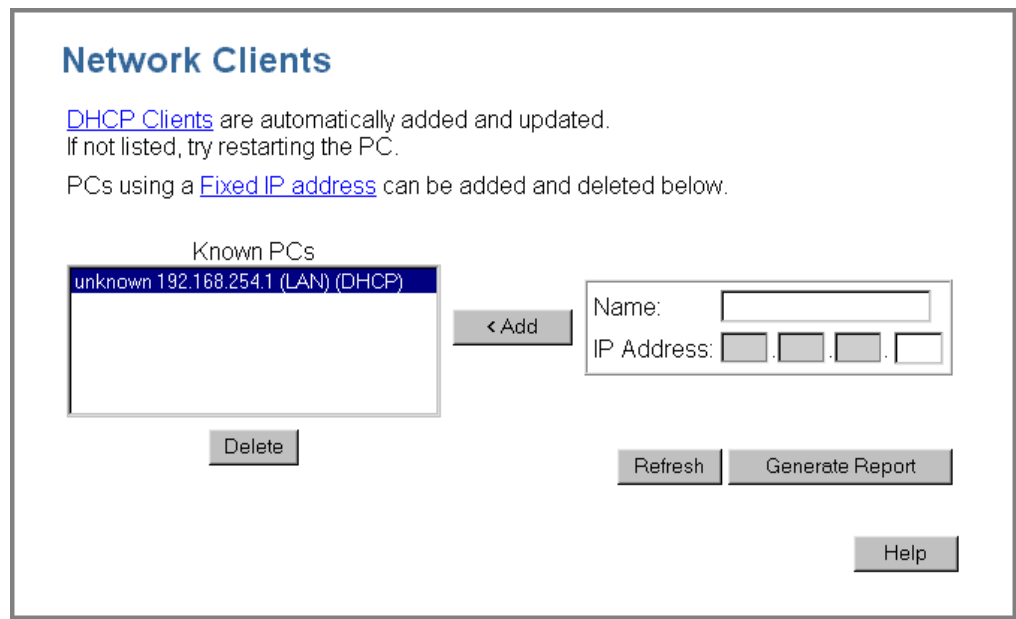 Network Clients
DHCP Clients are automatically added and updated.
If not listed, try restarting the PC.
PCs using a Fixed IP address can be added and deleted below.
Known PCs
unknown 192.168.254.1 (LAN) (DHCP)
< Add
Name:
IP Address: . . .
Delete
Refresh
Generate Report
Help